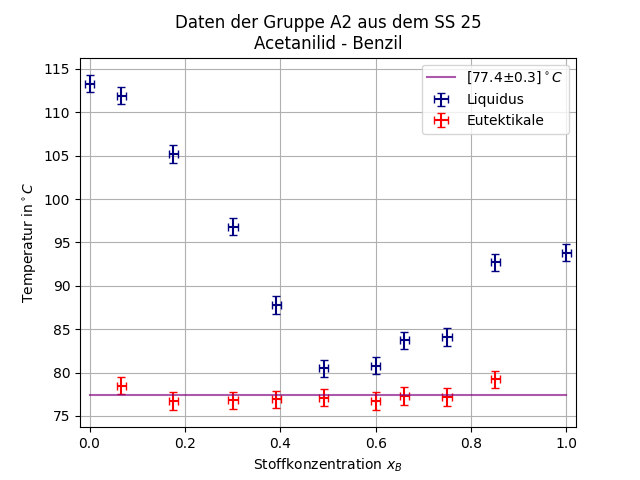 Daten der Gruppe A2 aus dem SS 25
Acetanilid - Benzil
[77.4±0.3]°C
Liquidus
Eutektikale
Temperatur in°C
115
110
105
100
95
90
85
80
75
0.0 0.2 0.4 0.6 0.8 1.0
Stoffkonzentration x_B